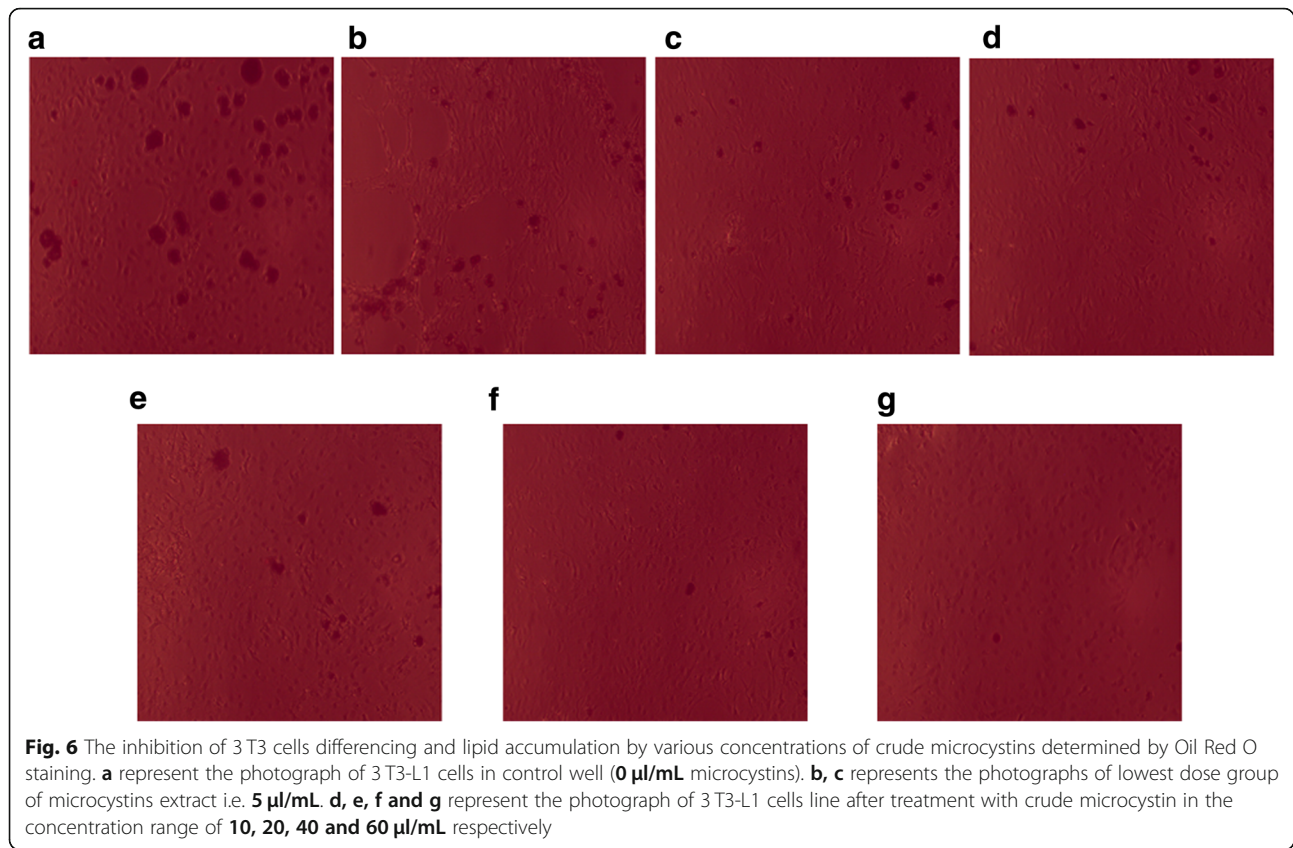 a b c d
e f g
Fig. 6 The inhibition of 3 T3 cells differencing and lipid accumulation by various concentrations of crude microcystins determined by Oil Red O
staining. a represent the photograph of 3 T3-L1 cells in control well (0 μl/mL microcystins). b, c represents the photographs of lowest dose group
of microcystins extract i.e. 5 μl/mL. d, e, f and g represent the photograph of 3 T3-L1 cells line after treatment with crude microcystin in the
concentration range of 10, 20, 40 and 60 μl/mL respectively